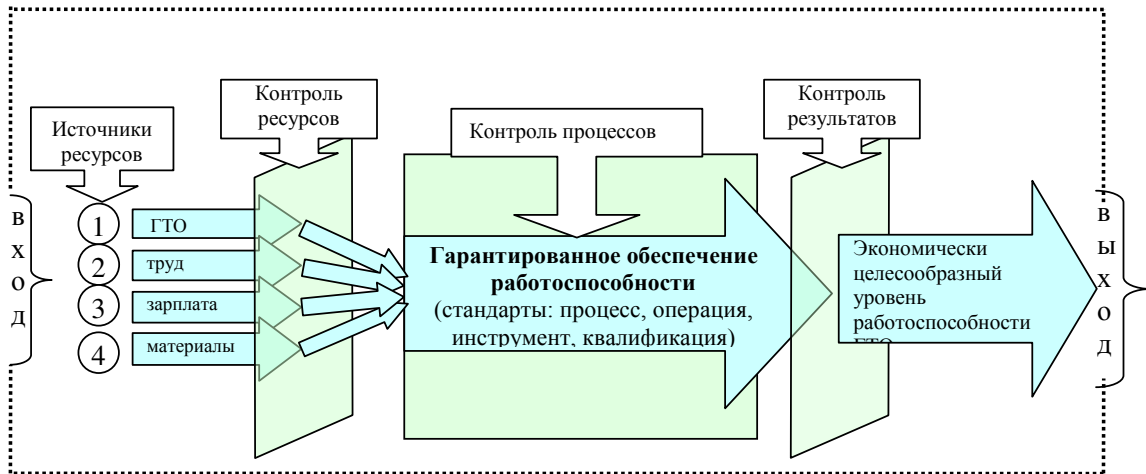 Источники
ресурсов
Контроль
ресурсов
Контроль процессов
Контроль
результатов
в
х
о
д
1
ГТО
2
труд
3
зарплата
4
материалы
Гарантированное обеспечение
работоспособности
(стандарты: процесс, операция,
инструмент, квалификация)
Экономически
целесообразный
уровень
работоспособности
ГТО
в
ы
х
о
д